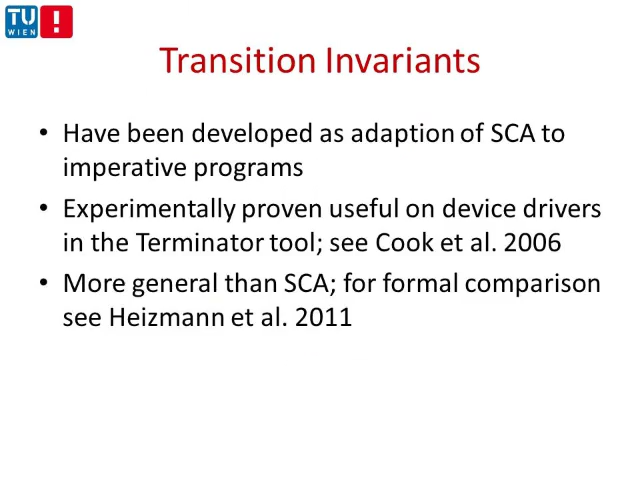 TU
WIEN
!
Transition Invariants
• Have been developed as adaption of SCA to
imperative programs
• Experimentally proven useful on device drivers
in the Terminator tool; see Cook et al. 2006
• More general than SCA; for formal comparison
see Heizmann et al. 2011